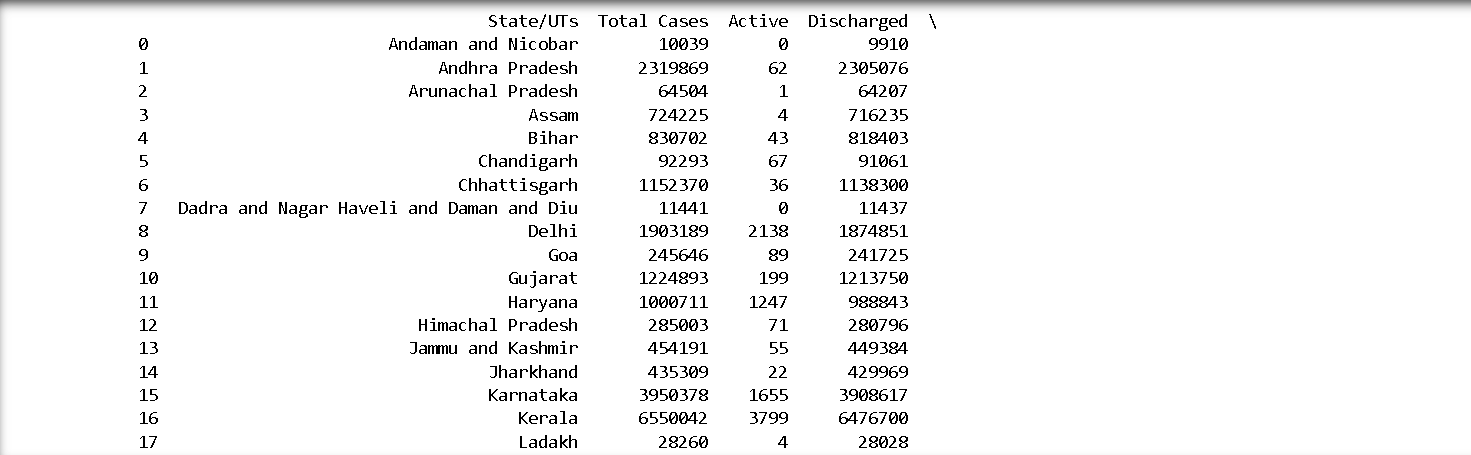 State/UTs Total Cases Active Discharged \
0 Andaman and Nicobar 10039 0 9910
1 Andhra Pradesh 2319869 62 2305076
2 Arunachal Pradesh 64504 1 64207
3 Assam 724225 4 716235
4 Bihar 830702 43 818403
5 Chandigarh 92293 67 91061
6 Chhattisgarh 1152370 36 1138300
7 Dadra and Nagar Haveli and Daman and Diu 11441 0 11437
8 Delhi 1903189 2138 1874851
9 Goa 245646 89 241725
10 Gujarat 1224893 199 1213750
11 Haryana 1000711 1247 988843
12 Himachal Pradesh 285003 71 280796
13 Jammu and Kashmir 454191 55 449384
14 Jharkhand 435309 22 429969
15 Karnataka 3950378 1655 3908617
16 Kerala 6550042 3799 6476700
17 Ladakh 28260 4 28028